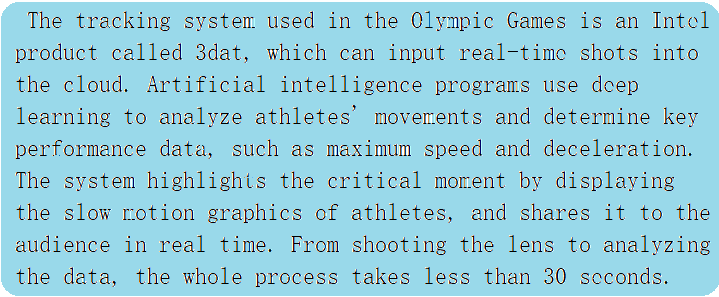 The tracking system used in the Olympic Games is an Intel
product called 3dat, which can input real-time shots into
the cloud. Artificial intelligence programs use deep
learning to analyze athletes' movements and determine key
performance data, such as maximum speed and deceleration.
The system highlights the critical moment by displaying
the slow motion graphics of athletes, and shares it to the
audience in real time. From shooting the lens to analyzing
the data, the whole process takes less than 30 seconds.